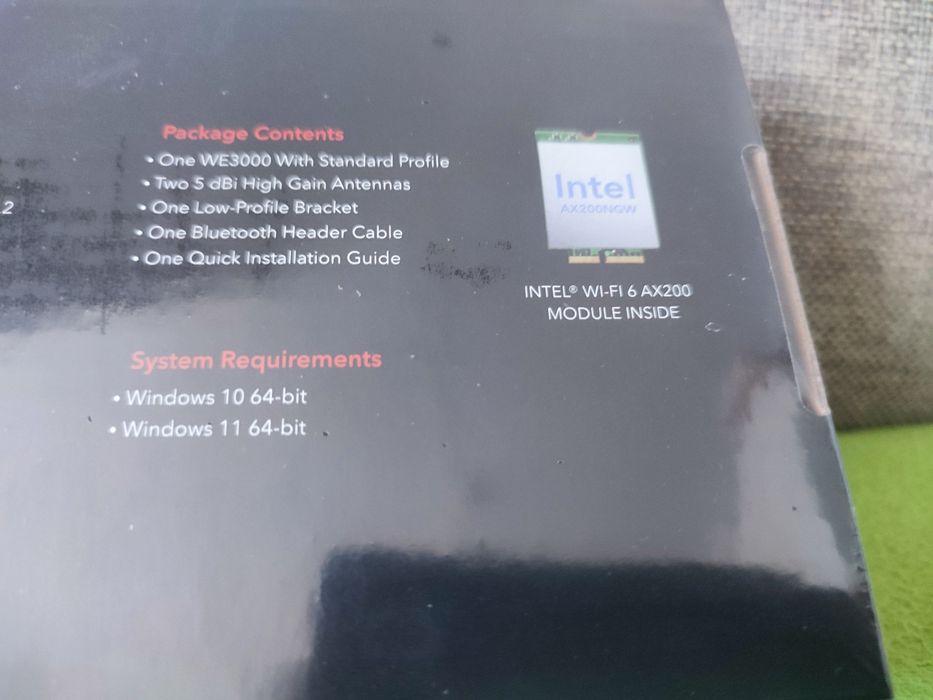 Package Contents
• One WE3000 With Standard Profile
• Two 5 dBi High Gain Antennas
.2
• One Low-Profile Bracket
• One Bluetooth Header Cable
• One Quick Installation Guide
Intel
AX200NGW
INTEL® WI-FI 6 AX200
MODULE INSIDE
System Requirements
• Windows 10 64-bit
• Windows 11 64-bit